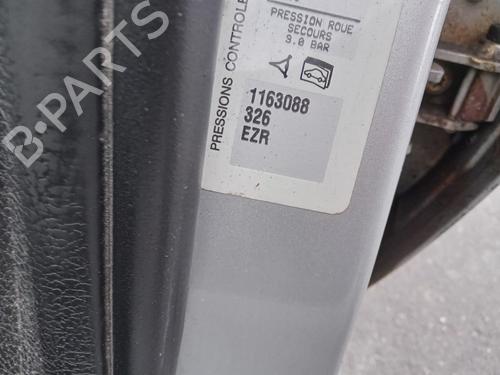 PRESSION ROUE
SECOURS
3.0 BAR
1163088
326
EZR
PRESSIONS CONTROLE
B-PARTS